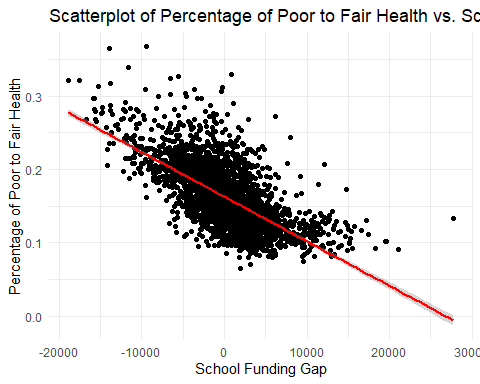 Scatterplot of Percentage of Poor to Fair Health vs. Sc
Percentage of Poor to Fair Health
0.3
0.2
0.1
0.0
-20000 -10000 0 10000 20000 3000
School Funding Gap